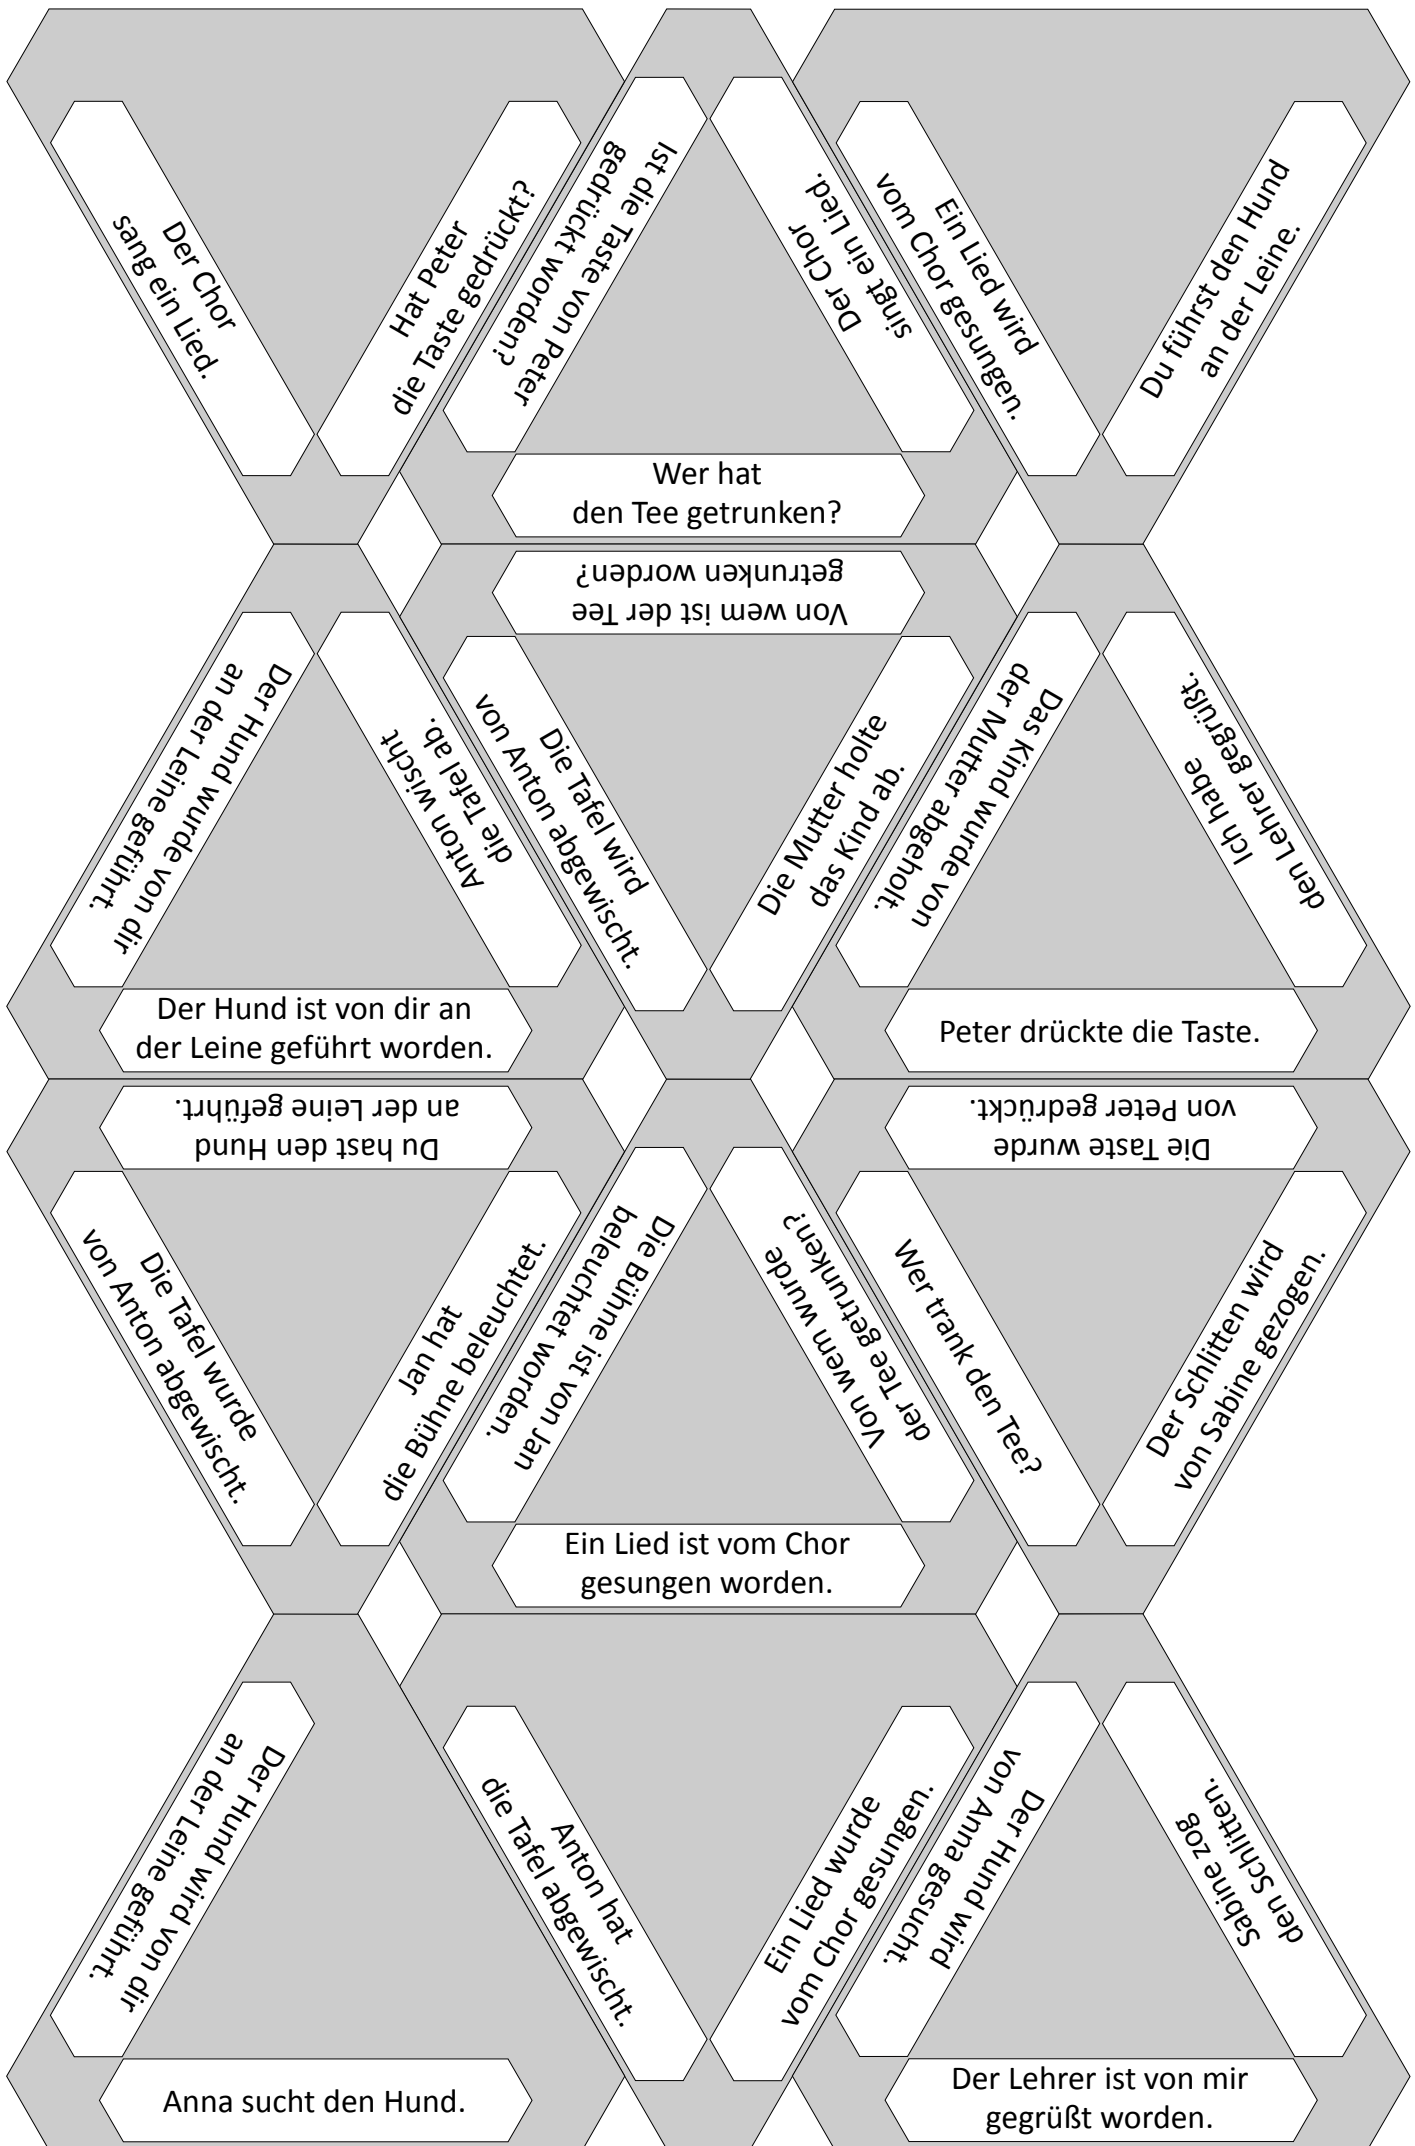 Der Chor
sang ein Lied.
Hat Peter
die Taste gedrückt?
Ist die Taste von Peter
gedrückt worden?
Der Chor
singt ein Lied.
Ein Lied wird
vom Chor gesungen.
Du führst den Hund
an der Leine.
Wer hat
den Tee getrunken?
Von wem ist der Tee
getrunken worden?
Der Hund wurde von dir
an der Leine geführt.
Anton wischt
die Tafel ab.
Die Tafel wird
von Anton abgewischt.
Die Mutter holte
das Kind ab.
Das Kind wurde von
der Mutter abgeholt.
Ich habe
den Lehrer gegrüßt.
Der Hund ist von dir an
der Leine geführt worden.
Peter drückte die Taste.
Du hast den Hund
an der Leine geführt.
Die Taste wurde
von Peter gedrückt.
Die Tafel wurde
von Anton abgewischt.
Jan hat
die Bühne beleuchtet.
Die Bühne ist von Jan
beleuchtet worden.
Von wem wurde
der Tee getrunken?
Wer trank den Tee?
Der Schlitten wird
von Sabine gezogen.
Ein Lied ist vom Chor
gesungen worden.
Der Hund wird von dir
an der Leine geführt.
Anton hat
die Tafel abgewischt.
Ein Lied wurde
vom Chor gesungen.
Der Hund wird
von Anna gesucht.
Sabine zog
den Schlitten.
Anna sucht den Hund.
Der Lehrer ist von mir
gegrüßt worden.